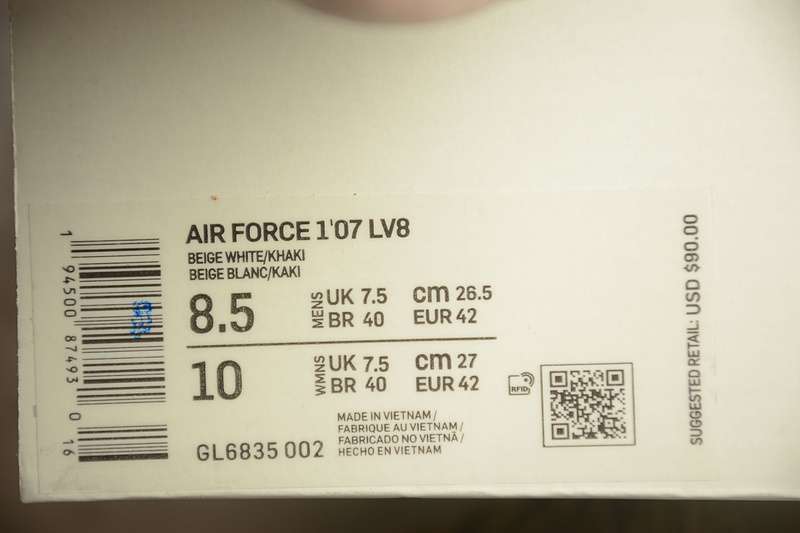 AIR FORCE 1'07 LV8
BEIGE WHITE/KHAKI
BEIGE BLANC/KAKI
8.5 MENS UK 7.5 cm 26.5
BR 40 EUR 42
10 WMNS UK 7.5 cm 27
BR 40 EUR 42
GL6835 002
MADE IN VIETNAM /
FABRIQUE AU VIETNAM /
FABRICADO NO VIETNÃ /
HECHO EN VIETNAM
RFID
1 94500 87493 0 16
SUGGESTED RETAIL: USD $90.00